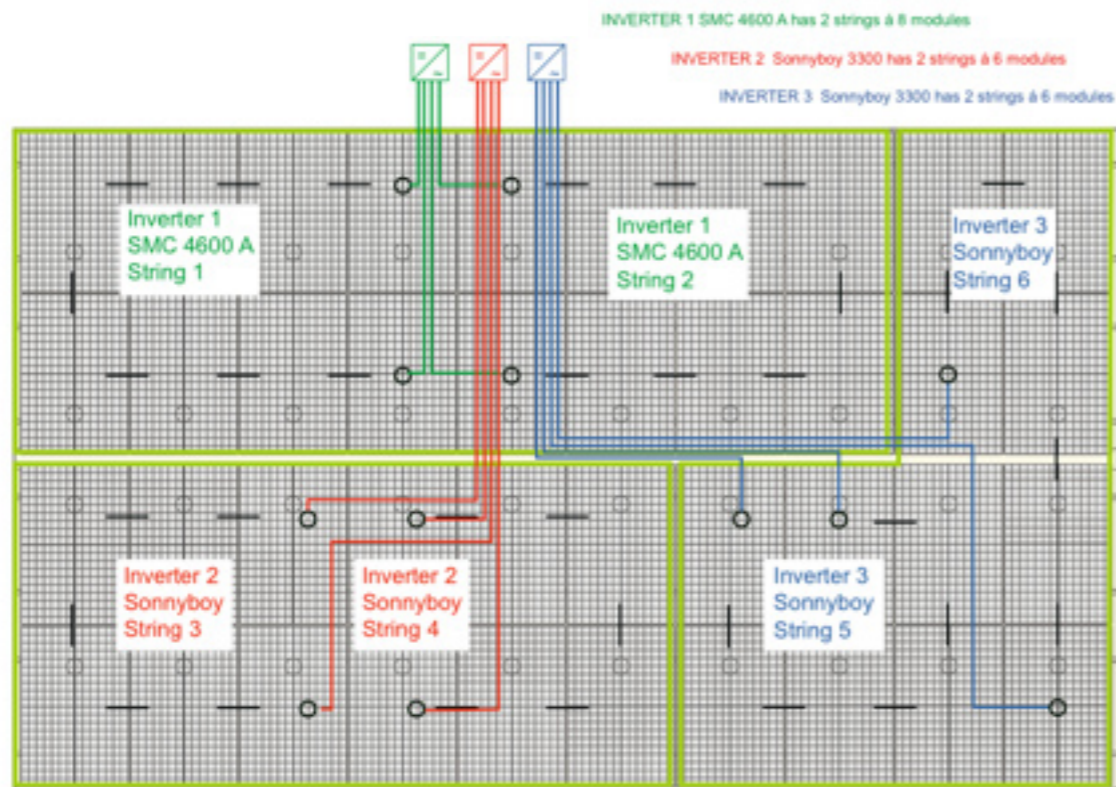 INVERTER 1 SMC 4600 A has 2 strings á 8 modules
INVERTER 2 Sonnyboy 3300 has 2 strings á 6 modules
INVERTER 3 Sonnyboy 3300 has 2 strings á 6 modules
Inverter 1
SMC 4600 A
String 1
Inverter 1
SMC 4600 A
String 2
Inverter 3
Sonnyboy
String 6
Inverter 2
Sonnyboy
String 3
Inverter 2
Sonnyboy
String 4
Inverter 3
Sonnyboy
String 5